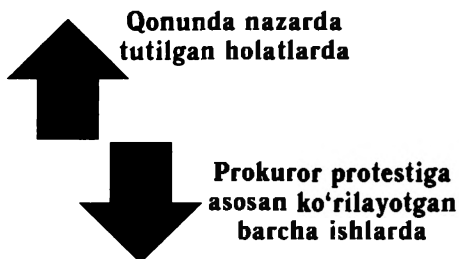 Qonunda nazarda
tutilgan holatlarda
Prokuror protestiga
asosan ko‘rilayotgan
barcha ishlarda